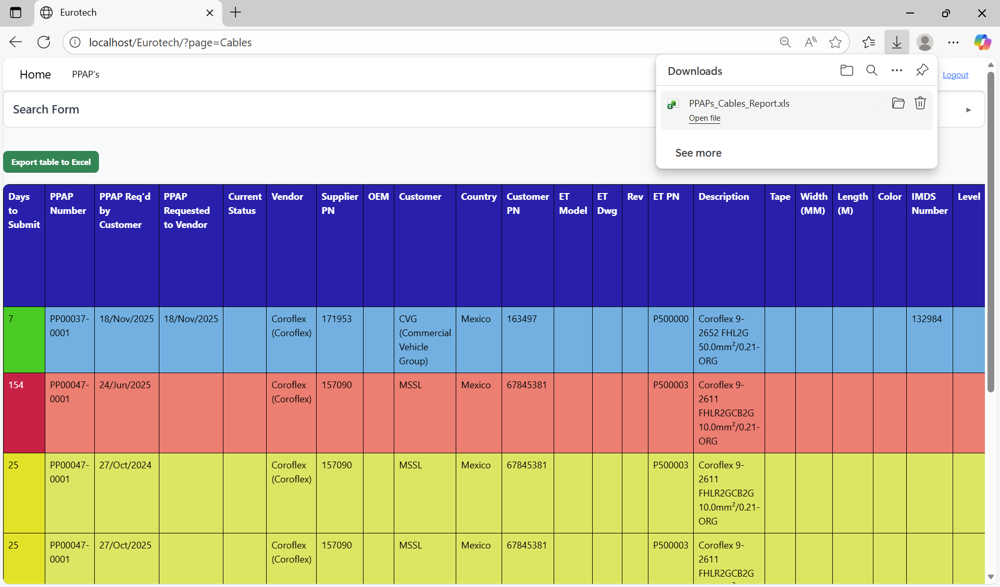 Eurotech
localhost/Eurotech/?page=Cables
Home
PPAP's
Logout
Downloads
PPAPs_Cables_Report.xls
Open file
See more
Search Form
Export table to Excel
Days to Submit
PPAP Number
PPAP Req'd by Customer
PPAP Requested to Vendor
Current Status
Vendor
Supplier PN
OEM
Customer
Country
Customer PN
ET Model
ET Dwg
Rev
ET PN
Description
Tape
Width (MM)
Length (M)
Color
IMDS Number
Level
7
PP00037-0001
18/Nov/2025
18/Nov/2025
Coroflex (Coroflex)
171953
CVG (Commercial Vehicle Group)
Mexico
163497
P500000
Coroflex 9-2652 FHL2G 50.0mm²/0.21-ORG
132984
154
PP00047-0001
24/Jun/2025
Coroflex (Coroflex)
157090
MSSL
Mexico
67845381
P500003
Coroflex 9-2611 FHLR2GCB2G 10.0mm²/0.21-ORG
25
PP00047-0001
27/Oct/2024
Coroflex (Coroflex)
157090
MSSL
Mexico
67845381
P500003
Coroflex 9-2611 FHLR2GCB2G 10.0mm²/0.21-ORG
25
PP00047-0001
27/Oct/2025
Coroflex (Coroflex)
157090
MSSL
Mexico
67845381
P500003
Coroflex 9-2611 FHLR2GCB2G